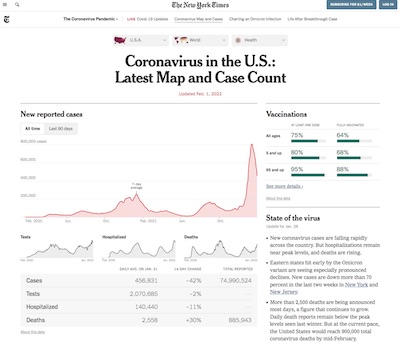 The New York Times
SUBSCRIBE FOR $1/WEEK
LOG IN
The Coronavirus Pandemic
LIVE Covid-19 Updates
Coronavirus Map and Cases
Charting an Omicron Infection
Life After Breakthrough Case
U.S.A.
World
Health
Coronavirus in the U.S.:
Latest Map and Case Count
Updated Feb. 1, 2022
New reported cases
All time
Last 90 days
800,000 cases
600,000
400,000
200,000
7-day
average
Feb. 2020
Feb. 2021
Tests
Hospitalized
Deaths
DAILY AVG. ON JAN. 31
14-DAY CHANGE
TOTAL REPORTED
Cases 456,831 –42% 74,990,524
Tests 2,070,685 –2%
Hospitalized 140,440 –11%
Deaths 2,558 +30% 885,943
About this data
Vaccinations
AT LEAST ONE DOSE
FULLY VACCINATED
All ages 75% 64%
5 and up 80% 68%
65 and up 95% 88%
See more details ›
About this data
State of the virus
Update for Jan. 28
• New coronavirus cases are falling rapidly
across the country. But hospitalizations remain
near peak levels, and deaths are rising.
• Eastern states hit early by the Omicron
variant are seeing especially pronounced
declines. New cases are down more than 70
percent in the last two weeks in New York and
New Jersey.
• More than 2,500 deaths are being announced
most days, a figure that continues to grow.
Daily death reports remain below the peak
levels seen last winter. But at the current pace,
the United States would reach 900,000 total
coronavirus deaths by mid-February.